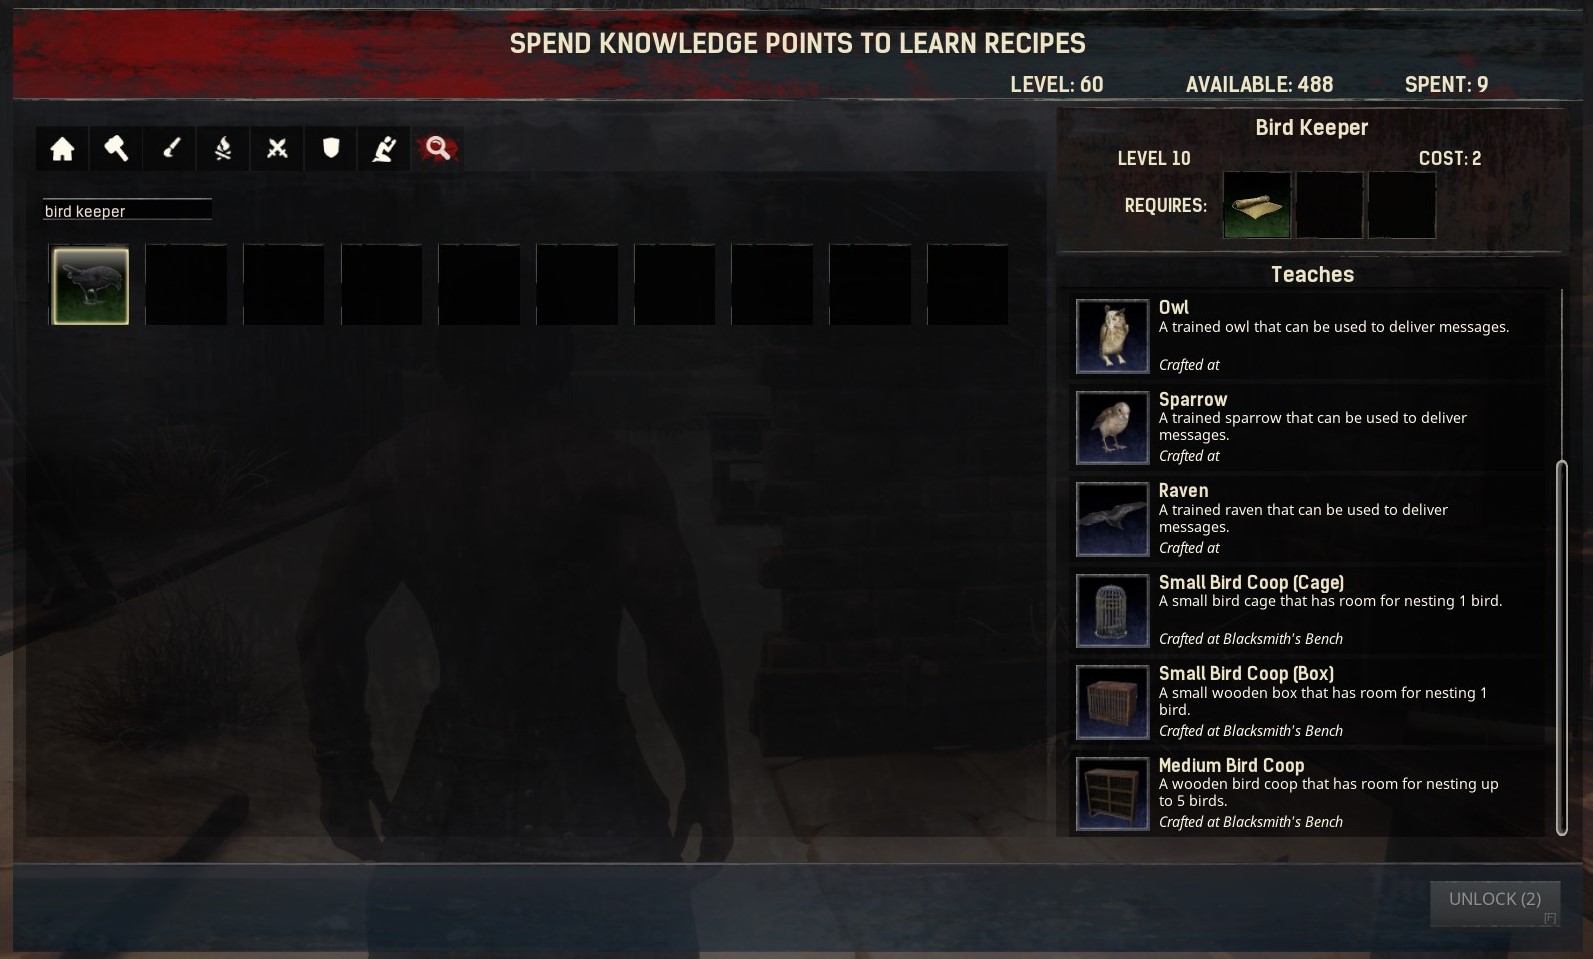 SPEND KNOWLEDGE POINTS TO LEARN RECIPES
LEVEL: 60 AVAILABLE: 488 SPENT: 9
bird keeper
Bird Keeper
LEVEL 10 COST: 2
REQUIRES:
Teaches
Owl
A trained owl that can be used to deliver messages.
Crafted at
Sparrow
A trained sparrow that can be used to deliver
messages.
Crafted at
Raven
A trained raven that can be used to deliver
messages.
Crafted at
Small Bird Coop (Cage)
A small bird cage that has room for nesting 1 bird.
Crafted at Blacksmith's Bench
Small Bird Coop (Box)
A small wooden box that has room for nesting 1
bird.
Crafted at Blacksmith's Bench
Medium Bird Coop
A wooden bird coop that has room for nesting up
to 5 birds.
Crafted at Blacksmith's Bench
UNLOCK (2)
[F]